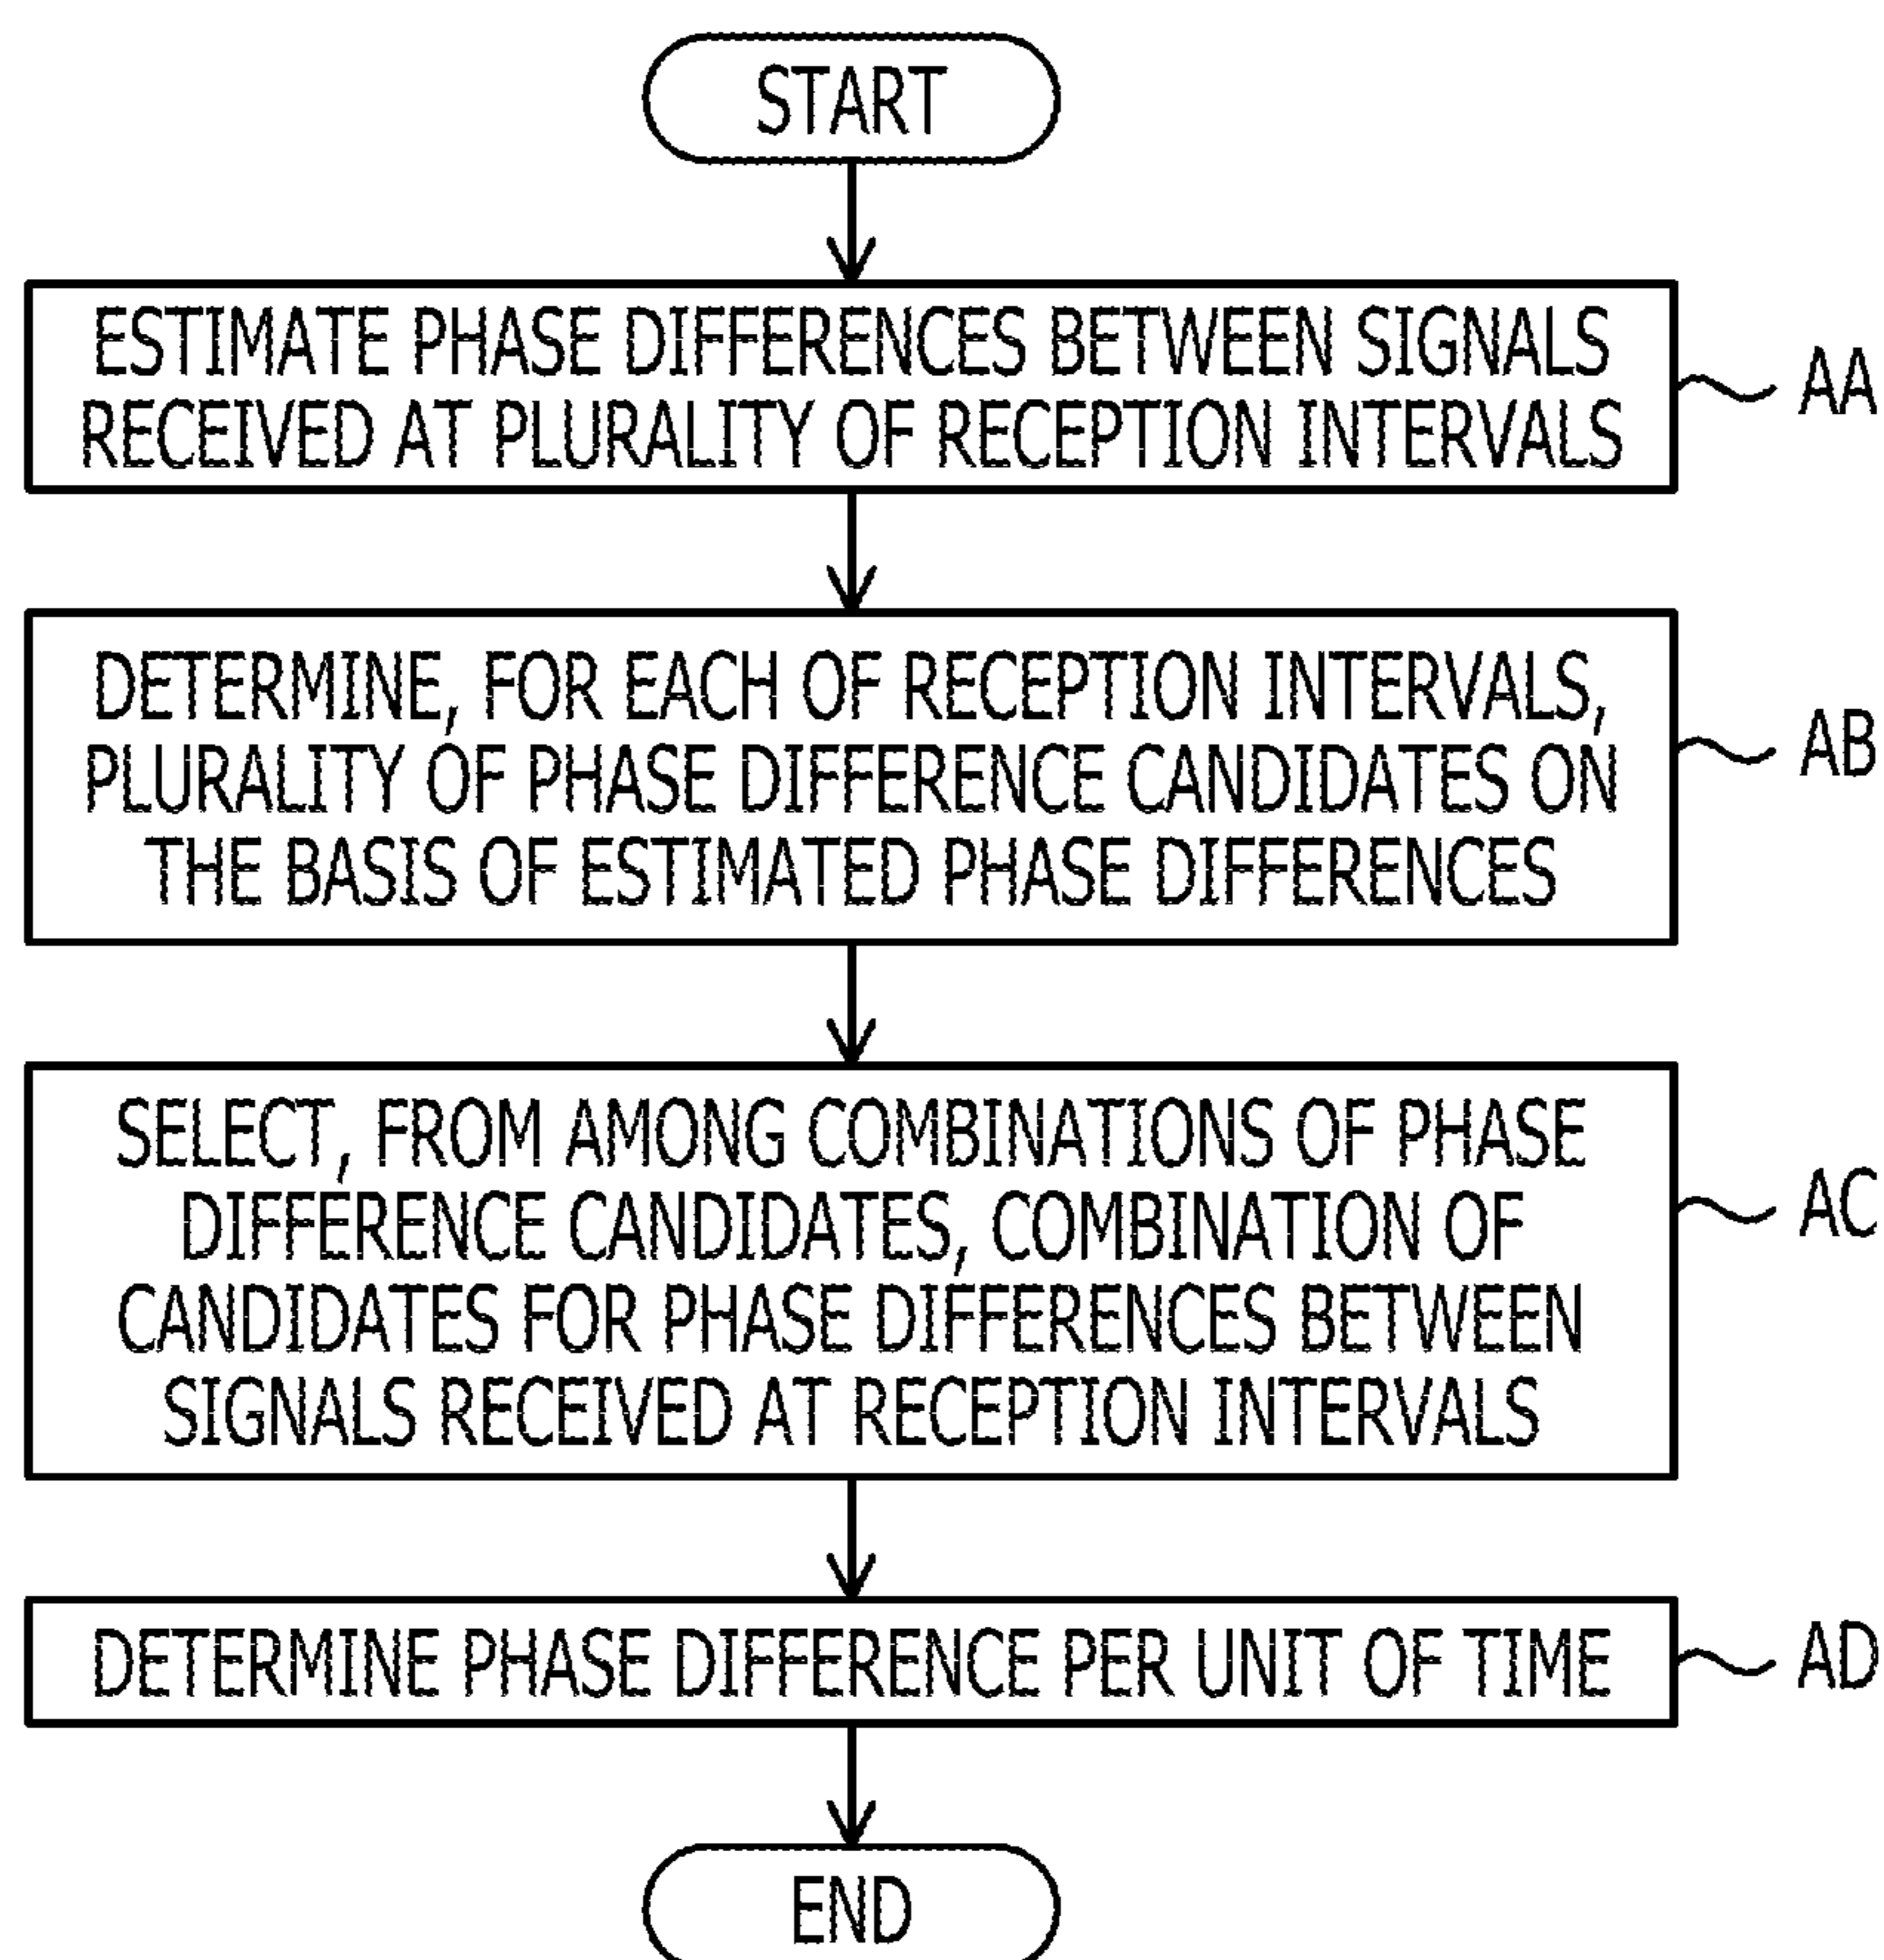 START
ESTIMATE PHASE DIFFERENCES BETWEEN SIGNALS
RECEIVED AT PLURALITY OF RECEPTION INTERVALS
AA
DETERMINE, FOR EACH OF RECEPTION INTERVALS,
PLURALITY OF PHASE DIFFERENCE CANDIDATES ON
THE BASIS OF ESTIMATED PHASE DIFFERENCES
AB
SELECT, FROM AMONG COMBINATIONS OF PHASE
DIFFERENCE CANDIDATES, COMBINATION OF
CANDIDATES FOR PHASE DIFFERENCES BETWEEN
SIGNALS RECEIVED AT RECEPTION INTERVALS
AC
DETERMINE PHASE DIFFERENCE PER UNIT OF TIME
AD
END